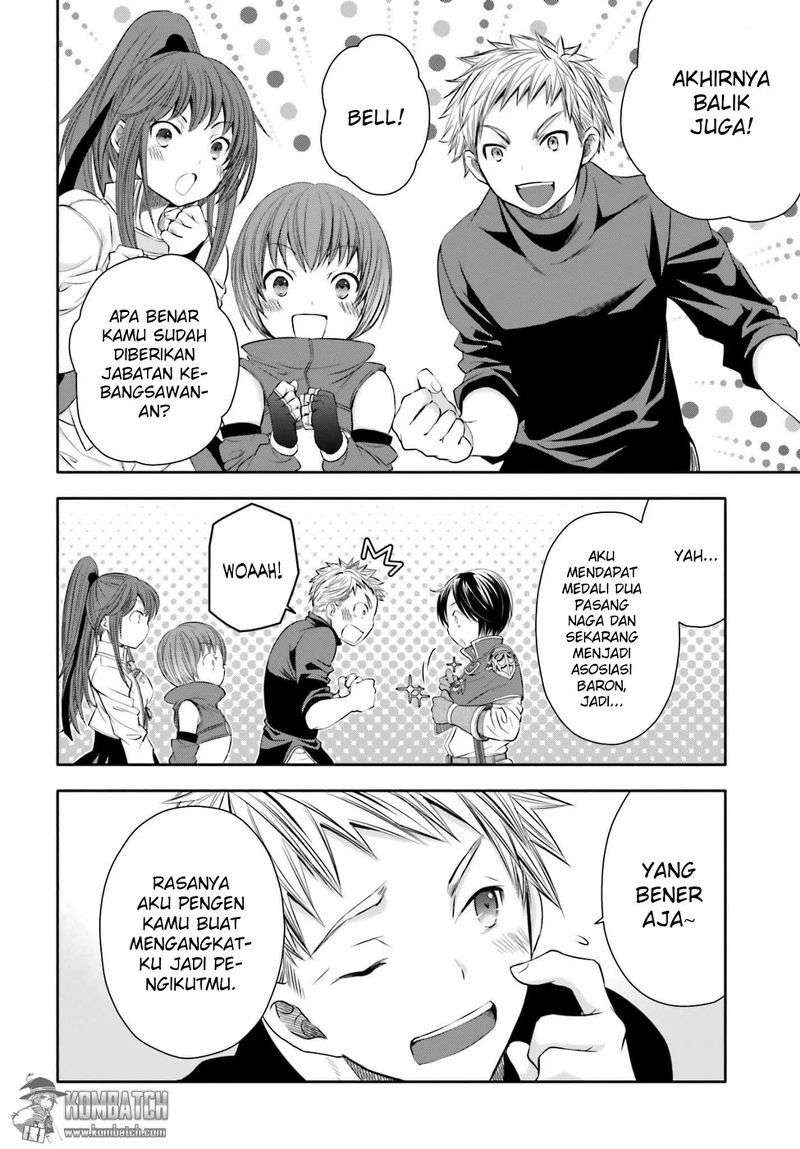 AKHIRNYA
BALIK
JUGA!
BELL!
APA BENAR
KAMU SUDAH
DIBERIKAN
JABATAN KE-
BANGSAWAN-
AN?
YAH...
AKU
MENDAPAT
MEDALI DUA
PASANG
NAGA DAN
SEKARANG
MENJADI
ASOSIASI
BARON,
JADI...
WOAAH!
YANG
BENER
AJA~
RASANYA
AKU PENGEN
KAMU BUAT
MENGANGKAT-
KU JADI PE-
NGIKUTMU.
KOMBATCH
www.kombatch.com